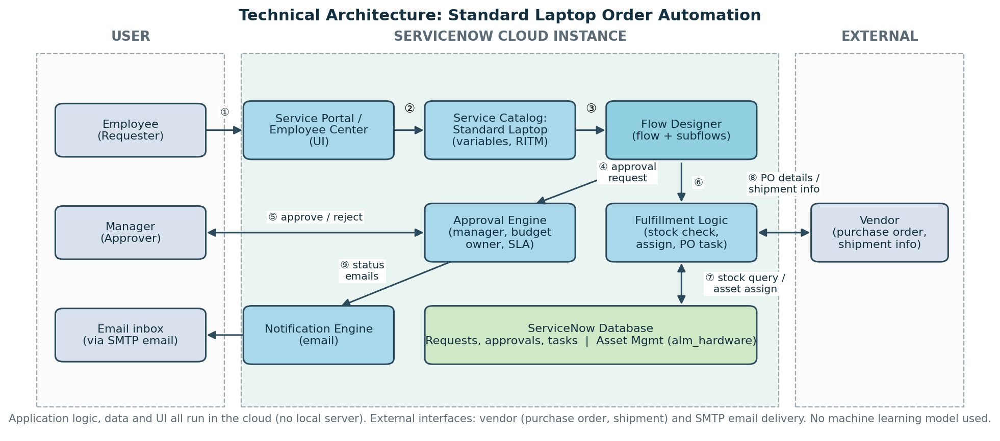 Technical Architecture: Standard Laptop Order Automation
USER
SERVICENOW CLOUD INSTANCE
EXTERNAL
Employee
(Requester)
①
Service Portal /
Employee Center
(UI)
②
Service Catalog:
Standard Laptop
(variables, RITM)
③
Flow Designer
(flow + subflows)
④ approval
request
⑥
⑧ PO details /
shipment info
Manager
(Approver)
⑤ approve / reject
Approval Engine
(manager, budget
owner, SLA)
Fulfillment Logic
(stock check,
assign, PO task)
Vendor
(purchase order,
shipment info)
⑨ status
emails
⑦ stock query /
asset assign
Email inbox
(via SMTP email)
Notification Engine
(email)
ServiceNow Database
Requests, approvals, tasks | Asset Mgmt (alm_hardware)
Application logic, data and UI all run in the cloud (no local server). External interfaces: vendor (purchase order, shipment) and SMTP email delivery. No machine learning model used.